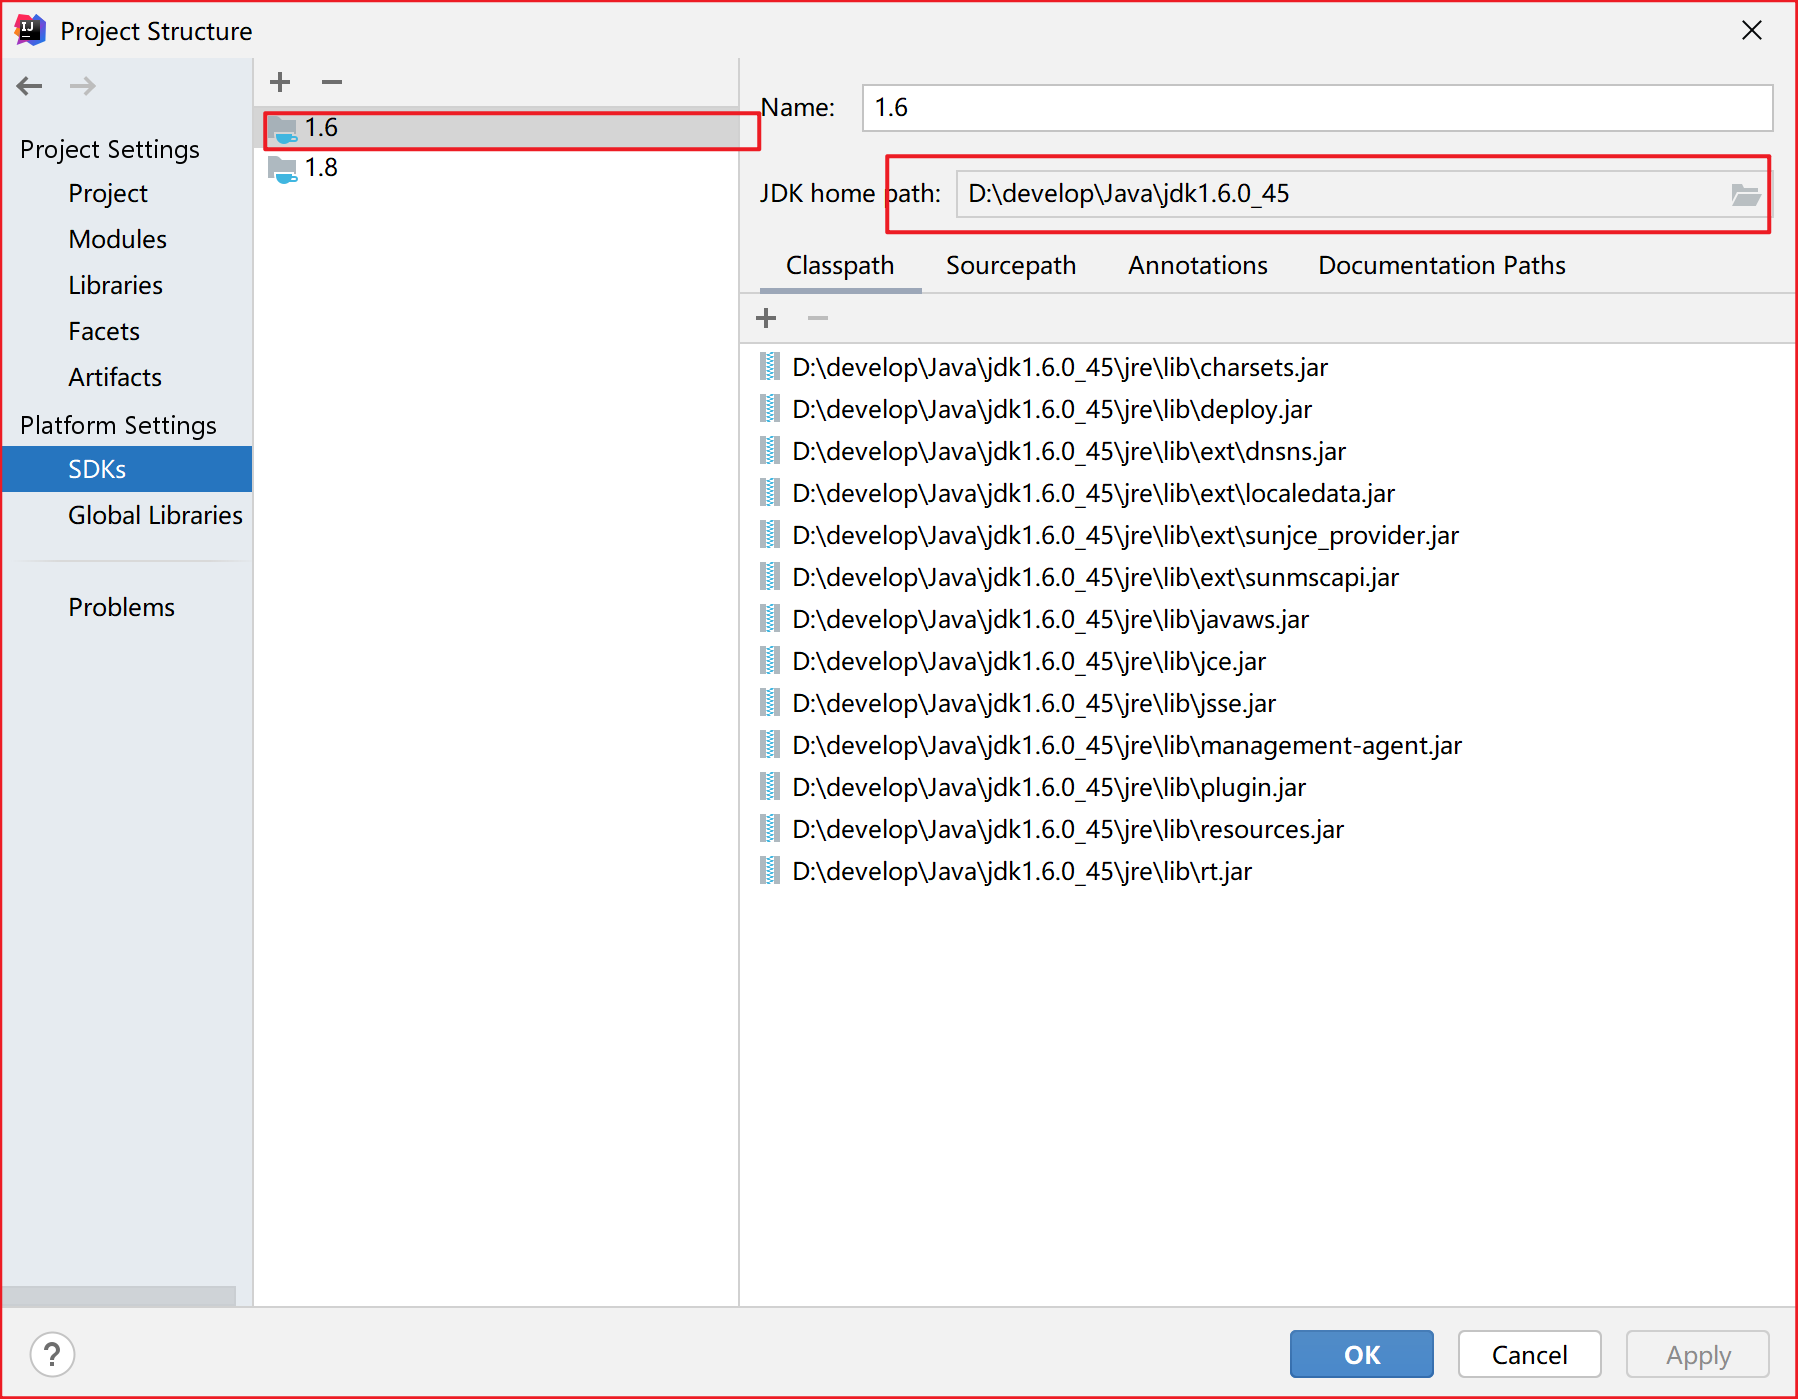 Project Structure
Project Settings
Project
Modules
Libraries
Facets
Artifacts
Platform Settings
SDKs
Global Libraries
Problems
1.6
1.8
Name: 1.6
JDK home path: D:\develop\Java\jdk1.6.0_45
Classpath Sourcepath Annotations Documentation Paths
D:\develop\Java\jdk1.6.0_45\jre\lib\charsets.jar
D:\develop\Java\jdk1.6.0_45\jre\lib\deploy.jar
D:\develop\Java\jdk1.6.0_45\jre\lib\ext\dnsns.jar
D:\develop\Java\jdk1.6.0_45\jre\lib\ext\localedata.jar
D:\develop\Java\jdk1.6.0_45\jre\lib\ext\sunjce_provider.jar
D:\develop\Java\jdk1.6.0_45\jre\lib\ext\sunmscapi.jar
D:\develop\Java\jdk1.6.0_45\jre\lib\javaws.jar
D:\develop\Java\jdk1.6.0_45\jre\lib\jce.jar
D:\develop\Java\jdk1.6.0_45\jre\lib\jsse.jar
D:\develop\Java\jdk1.6.0_45\jre\lib\management-agent.jar
D:\develop\Java\jdk1.6.0_45\jre\lib\plugin.jar
D:\develop\Java\jdk1.6.0_45\jre\lib\resources.jar
D:\develop\Java\jdk1.6.0_45\jre\lib\rt.jar
? OK Cancel Apply